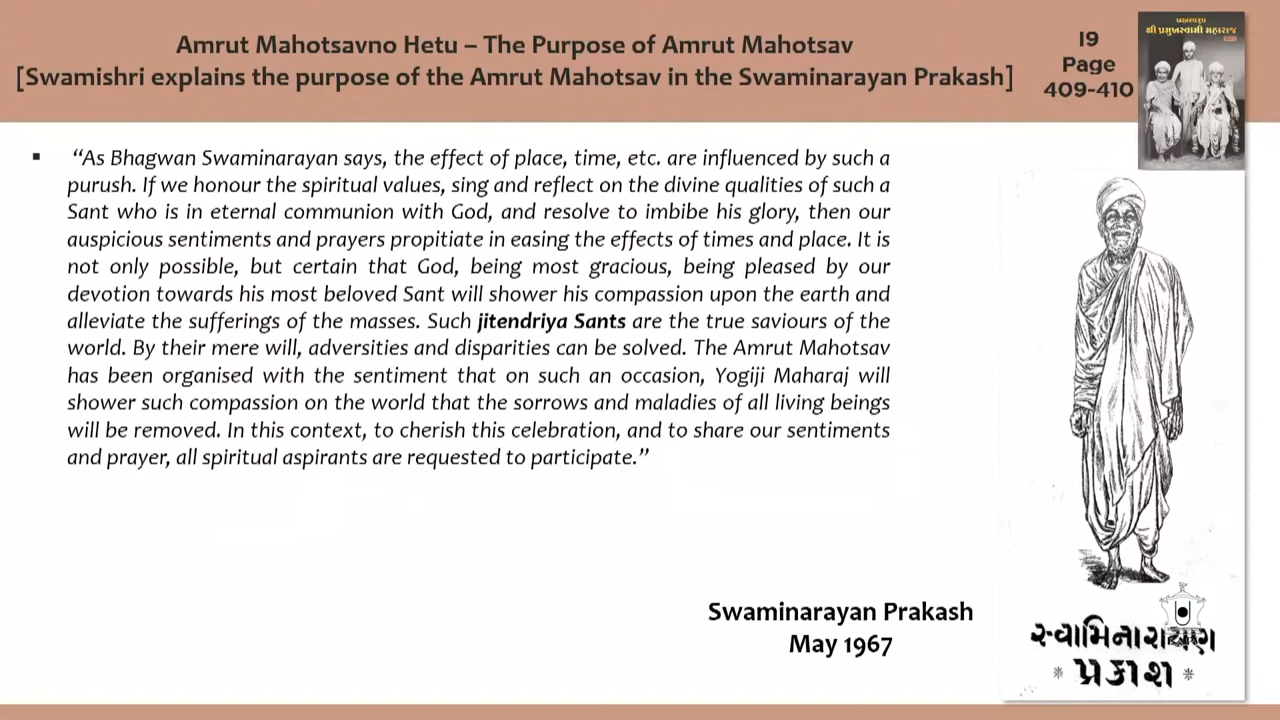 Amrut Mahotsavno Hetu – The Purpose of Amrut Mahotsav
[Swamishri explains the purpose of the Amrut Mahotsav in the Swaminarayan Prakash]
19
Page
409-410
શ્રી પ્રમુખસ્વામી મહારાજ
▪ “As Bhagwan Swaminarayan says, the effect of place, time, etc. are influenced by such a
purush. If we honour the spiritual values, sing and reflect on the divine qualities of such a
Sant who is in eternal communion with God, and resolve to imbibe his glory, then our
auspicious sentiments and prayers propitiate in easing the effects of times and place. It is
not only possible, but certain that God, being most gracious, being pleased by our
devotion towards his most beloved Sant will shower his compassion upon the earth and
alleviate the sufferings of the masses. Such jitendriya Sants are the true saviours of the
world. By their mere will, adversities and disparities can be solved. The Amrut Mahotsav
has been organised with the sentiment that on such an occasion, Yogiji Maharaj will
shower such compassion on the world that the sorrows and maladies of all living beings
will be removed. In this context, to cherish this celebration, and to share our sentiments
and prayer, all spiritual aspirants are requested to participate.”
Swaminarayan Prakash
May 1967
સ્વામિનારાયણ
* પ્રકાશ *